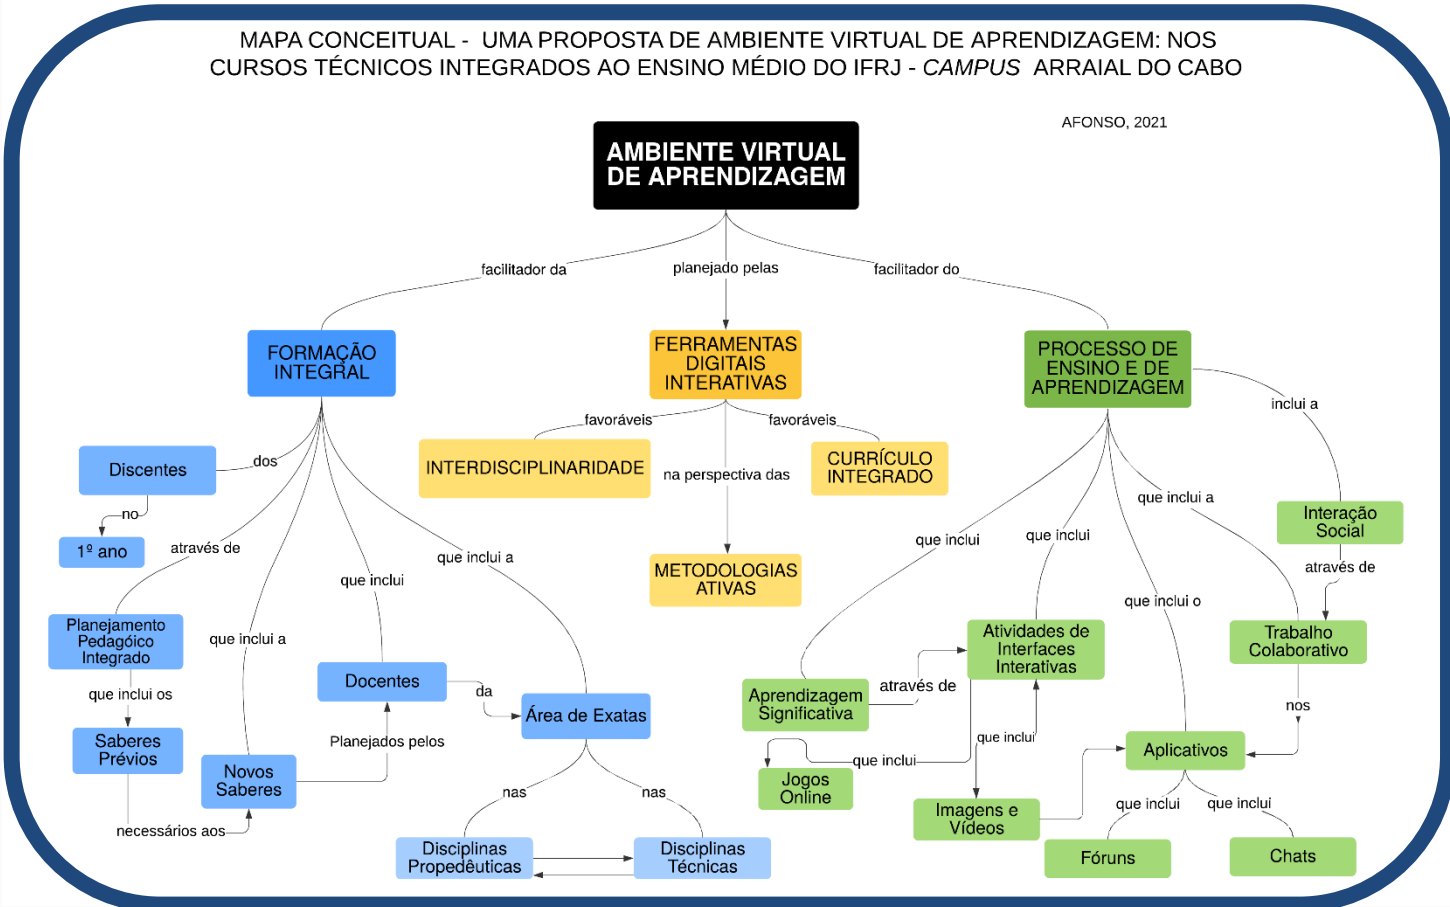 MAPA CONCEITUAL - UMA PROPOSTA DE AMBIENTE VIRTUAL DE APRENDIZAGEM: NOS
CURSOS TÉCNICOS INTEGRADOS AO ENSINO MÉDIO DO IFRJ - CAMPUS ARRAIAL DO CABO
AFONSO, 2021
AMBIENTE VIRTUAL
DE APRENDIZAGEM
facilitador da
planejado pelas
facilitador do
FORMAÇÃO
INTEGRAL
FERRAMENTAS
DIGITAIS
INTERATIVAS
PROCESSO DE
ENSINO E DE
APRENDIZAGEM
inclui a
favoráveis
favoráveis
Discentes
dos
INTERDISCIPLINARIDADE
na perspectiva das
CURRÍCULO
INTEGRADO
que inclui a
Interação
Social
no
1º ano
através de
que inclui
que inclui a
METODOLOGIAS
ATIVAS
que inclui
que inclui
que inclui o
através de
Planejamento
Pedagóico
Integrado
que inclui a
Docentes
Atividades de
Interfaces
Interativas
Trabalho
Colaborativo
que inclui os
da
Área de Exatas
Aprendizagem
Significativa
através de
nos
Saberes
Prévios
Planejados pelos
Novos
Saberes
que inclui
que inclui
Aplicativos
Jogos
Online
necessários aos
nas
nas
Imagens e
Vídeos
que inclui
que inclui
Disciplinas
Propedêuticas
Disciplinas
Técnicas
Fóruns
Chats